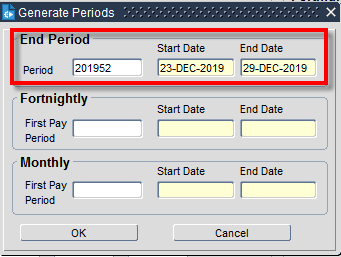 Generate Periods
End Period
Start Date End Date
Period 201952 23-DEC-2019 29-DEC-2019
Fortnightly
Start Date End Date
First Pay
Period
Monthly
Start Date End Date
First Pay
Period
OK Cancel